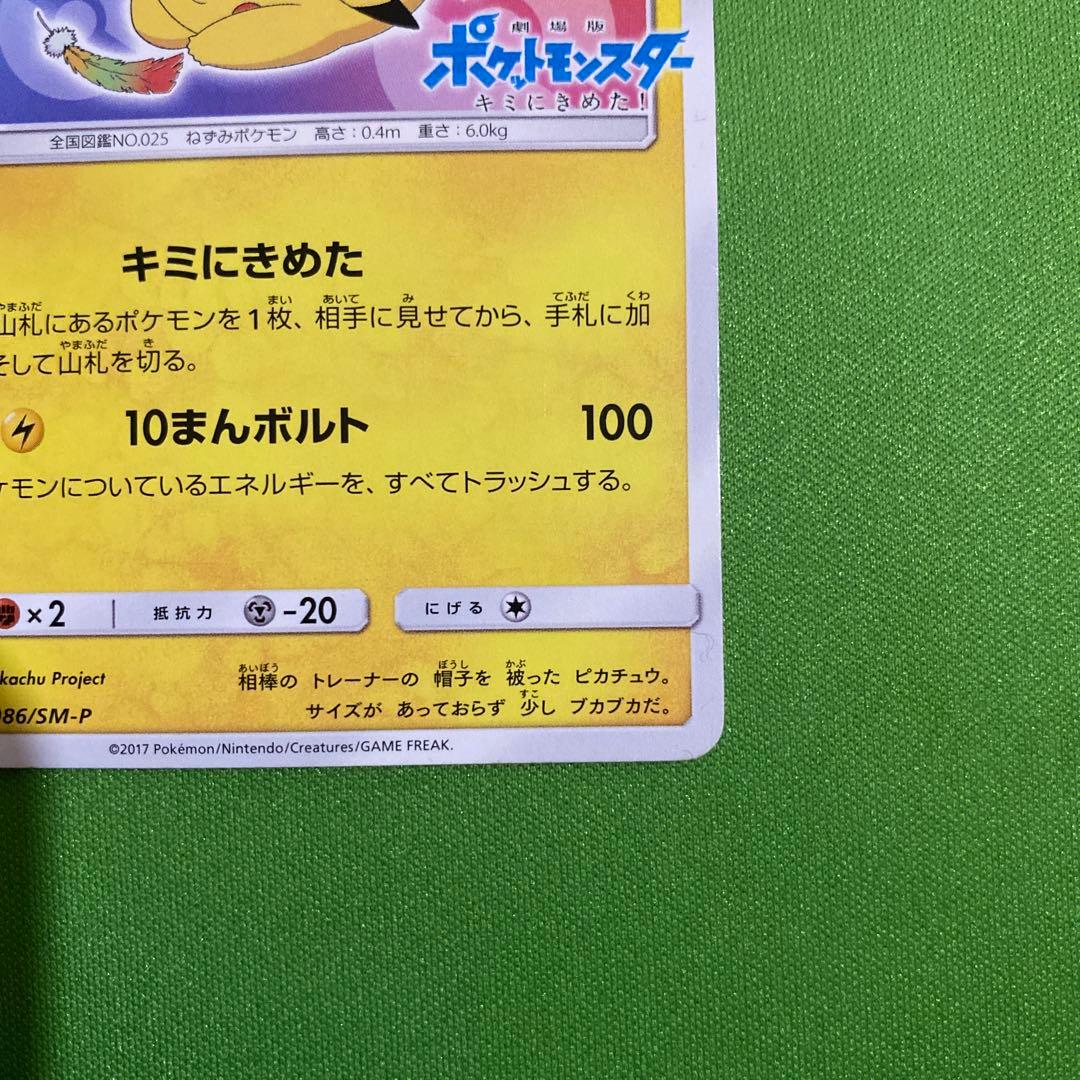 劇場版
ポケットモンスター
キミにきめた!
全国図鑑NO.025 ねずみポケモン 高さ:0.4m 重さ:6.0kg
キミにきめた
山札にあるポケモンを1枚、相手に見せてから、手札に加
そして山札を切る。
10まんボルト 100
ケモンについているエネルギーを、すべてトラッシュする。
×2 抵抗力 -20 にげる
kachu Project
相棒の トレーナーの 帽子を 被った ピカチュウ。
086/SM-P
サイズが あっておらず 少し ブカブカだ。
©2017 Pokémon/Nintendo/Creatures/GAME FREAK.